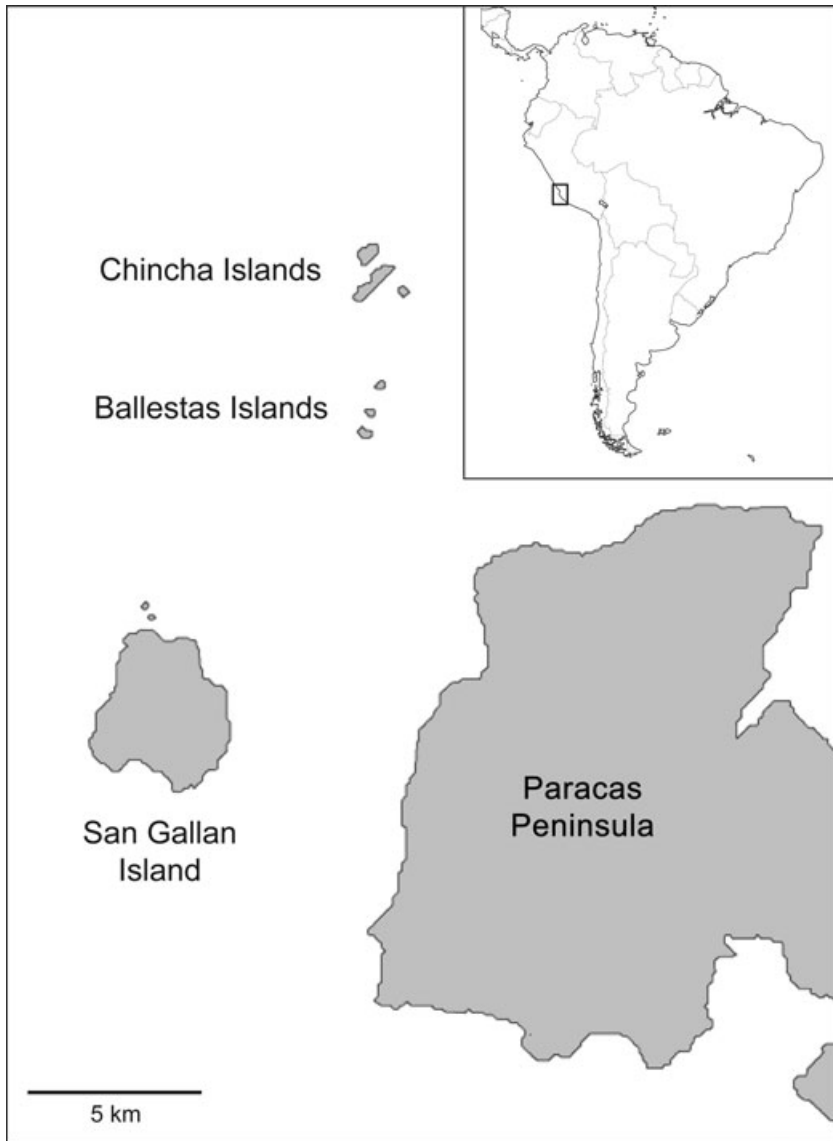 Chincha Islands
Ballestas Islands
San Gallan
Island
Paracas
Peninsula
5 km